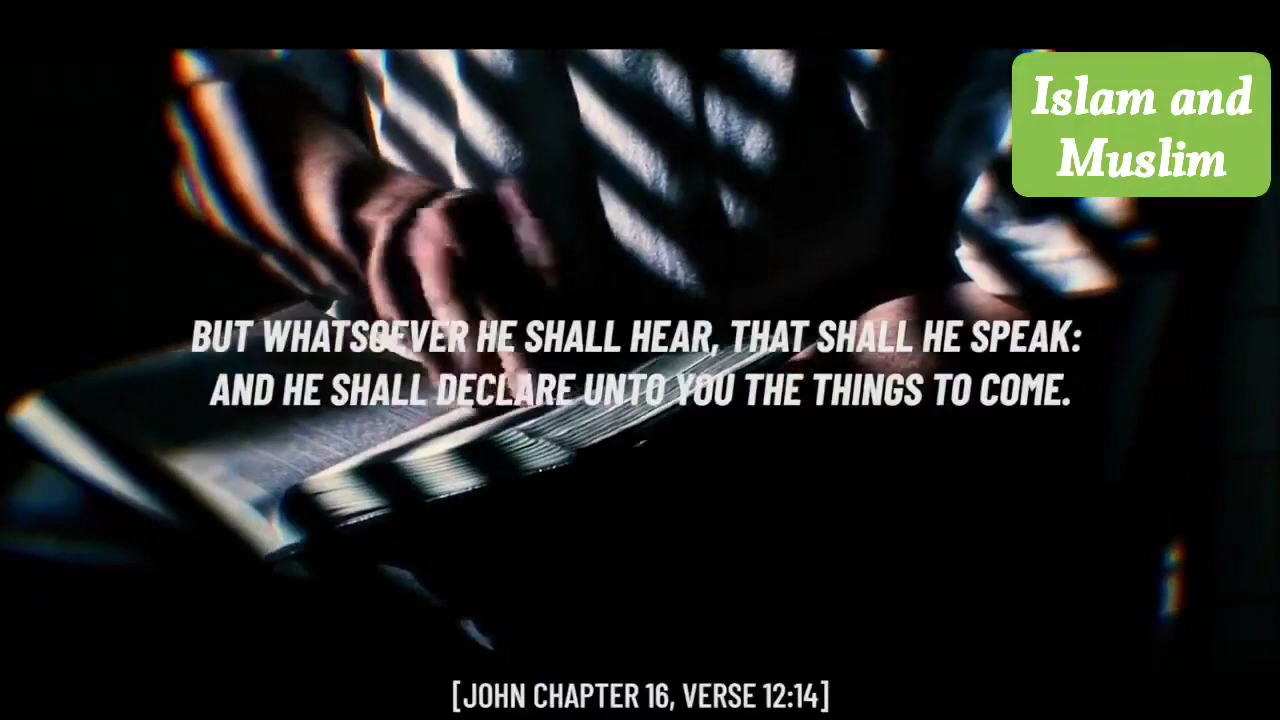 Islam and
Muslim
BUT WHATSOEVER HE SHALL HEAR, THAT SHALL HE SPEAK:
AND HE SHALL DECLARE UNTO YOU THE THINGS TO COME.
[JOHN CHAPTER 16, VERSE 12:14]